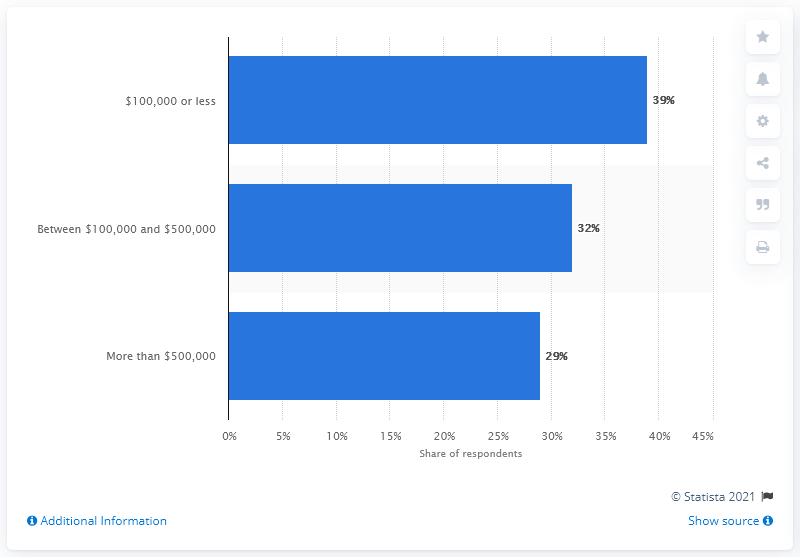 $100,000 or less
39%
Between $100,000 and $500,000
32%
More than $500,000
29%
0% 5% 10% 15% 20% 25% 30% 35% 40% 45%
Share of respondents
© Statista 2021
Additional Information
Show source